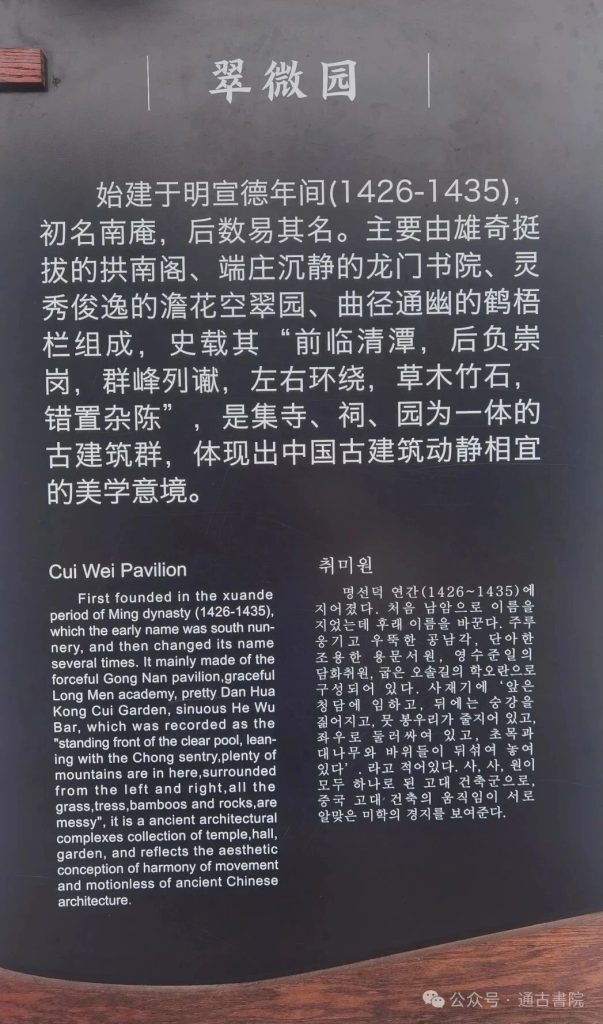 翠微园
始建于明宣德年间(1426-1435)，
初名南庵，后数易其名。主要由雄奇挺
拔的拱南阁、端庄沉静的龙门书院、灵
秀俊逸的澹花空翠园、曲径通幽的鹤梧
栏组成，史载其“前临清潭，后负崇
岗，群峰列谳，左右环绕，草木竹石，
错置杂陈”，是集寺、祠、园为一体的
古建筑群，体现出中国古建筑动静相宜
的美学意境。
Cui Wei Pavilion
First founded in the xuande
period of Ming dynasty (1426-1435),
which the early name was south nun-
nery, and then changed its name
several times. It mainly made of the
forceful Gong Nan pavilion,graceful
Long Men academy, pretty Dan Hua
Kong Cui Garden, sinuous He Wu
Bar, which was recorded as the
"standing front of the clear pool, lean-
ing with the Chong sentry,plenty of
mountains are in here,surrounded
from the left and right,all the
grass,tress,bamboos and rocks,are
messy", it is a ancient architectural
complexes collection of temple,hall,
garden, and reflects the aesthetic
conception of harmony of movement
and motionless of ancient Chinese
architecture.
취미원
명선덕 연간(1426~1435)에
지어졌다. 처음 남암으로 이름을
지었는데 후래 이름을 바꾼다. 주루
웅기고 우뚝한 공남각, 단아한
조용한 용문서원, 영수준일의
담화취원, 굽은 오솔길의 학오란으로
구성되어 있다. 사재기에 ‘앞은
청담에 임하고, 뒤에는 숭강을
짊어지고, 뭇 봉우리가 줄지어 있고,
좌우로 둘러싸여 있고, 초목과
대나무와 바위들이 뒤섞여 놓여
있다’. 라고 적어있다. 사, 사, 원이
모두 하나로 된 고대 건축군으로,
중국 고대 건축의 움직임이 서로
알맞은 미학의 경지를 보여준다.
公众号 · 通古書院